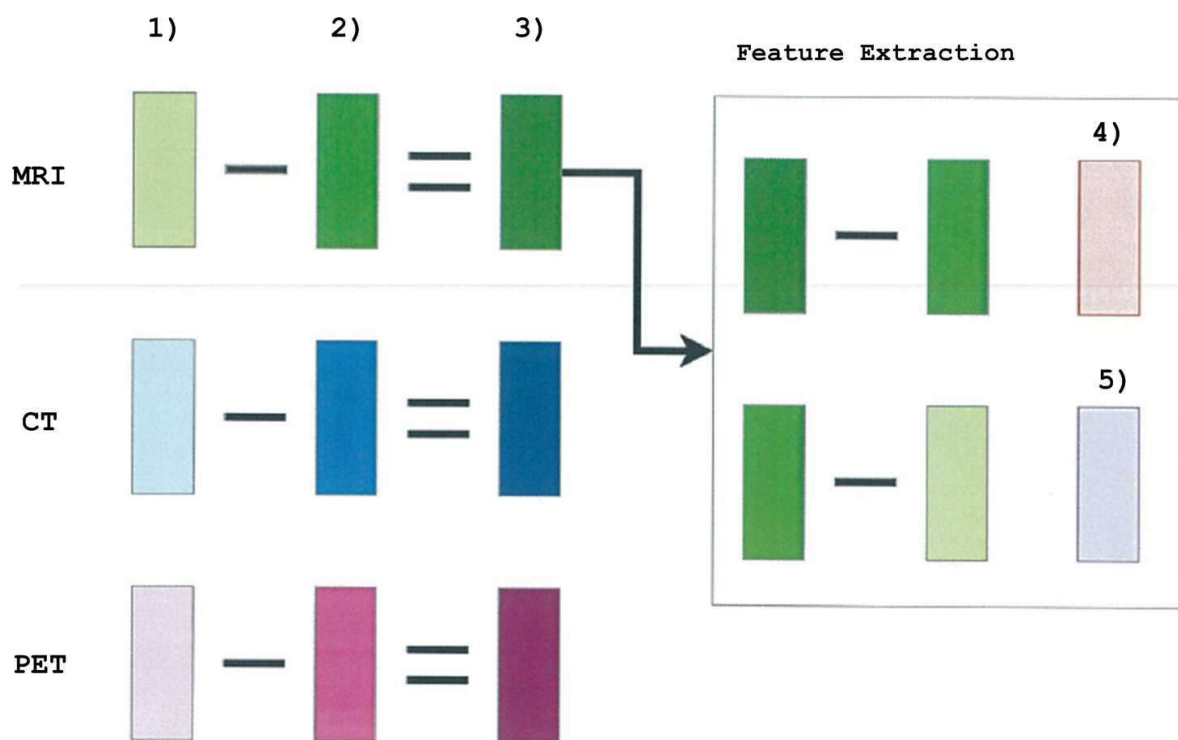 1) 2) 3)
Feature Extraction
4)
MRI
5)
CT
PET